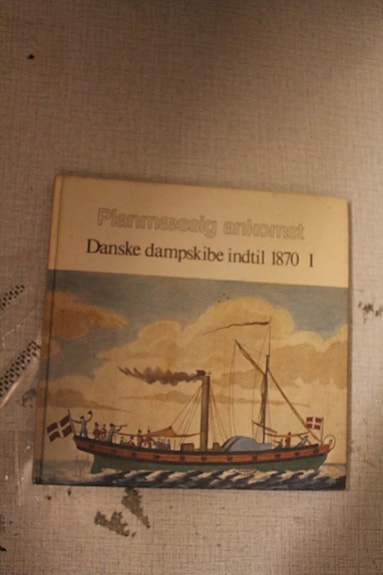 Planmæssig ankomst
Danske dampskibe indtil 1870 I